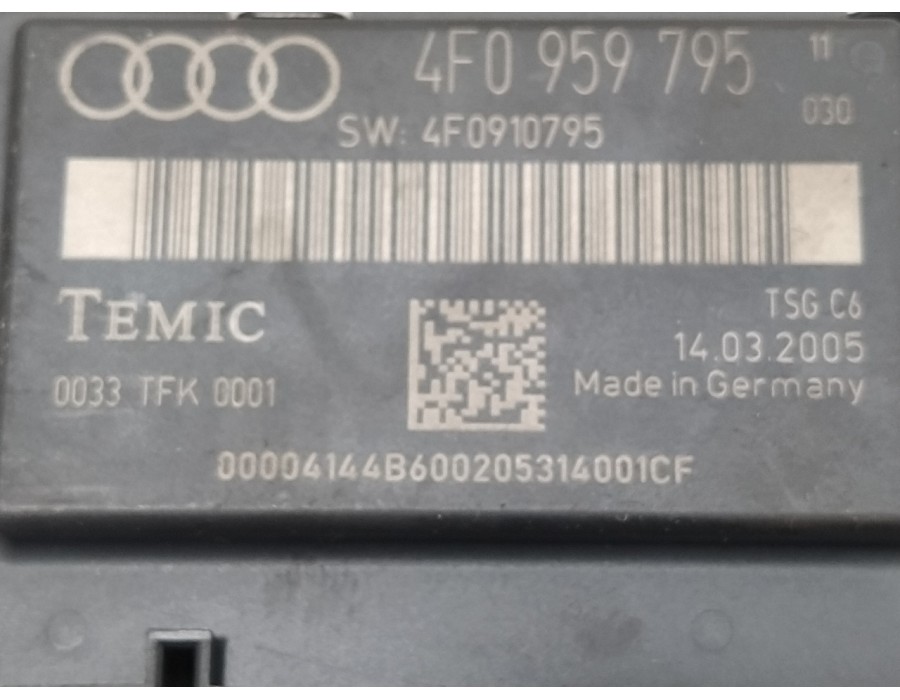 4F0 959 795 11
030
SW: 4F0910795
TEMIC
TSG C6
14.03.2005
0033 TFK 0001
Made in Germany
00004144B600205314001CF